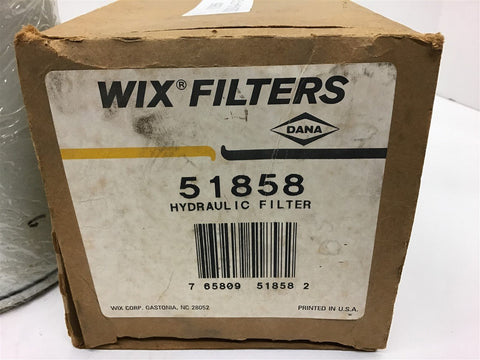 WIX® FILTERS
DANA
51858
HYDRAULIC FILTER
7 65809 51858 2
WIX CORP. GASTONIA, NC 28052
PRINTED IN U.S.A.